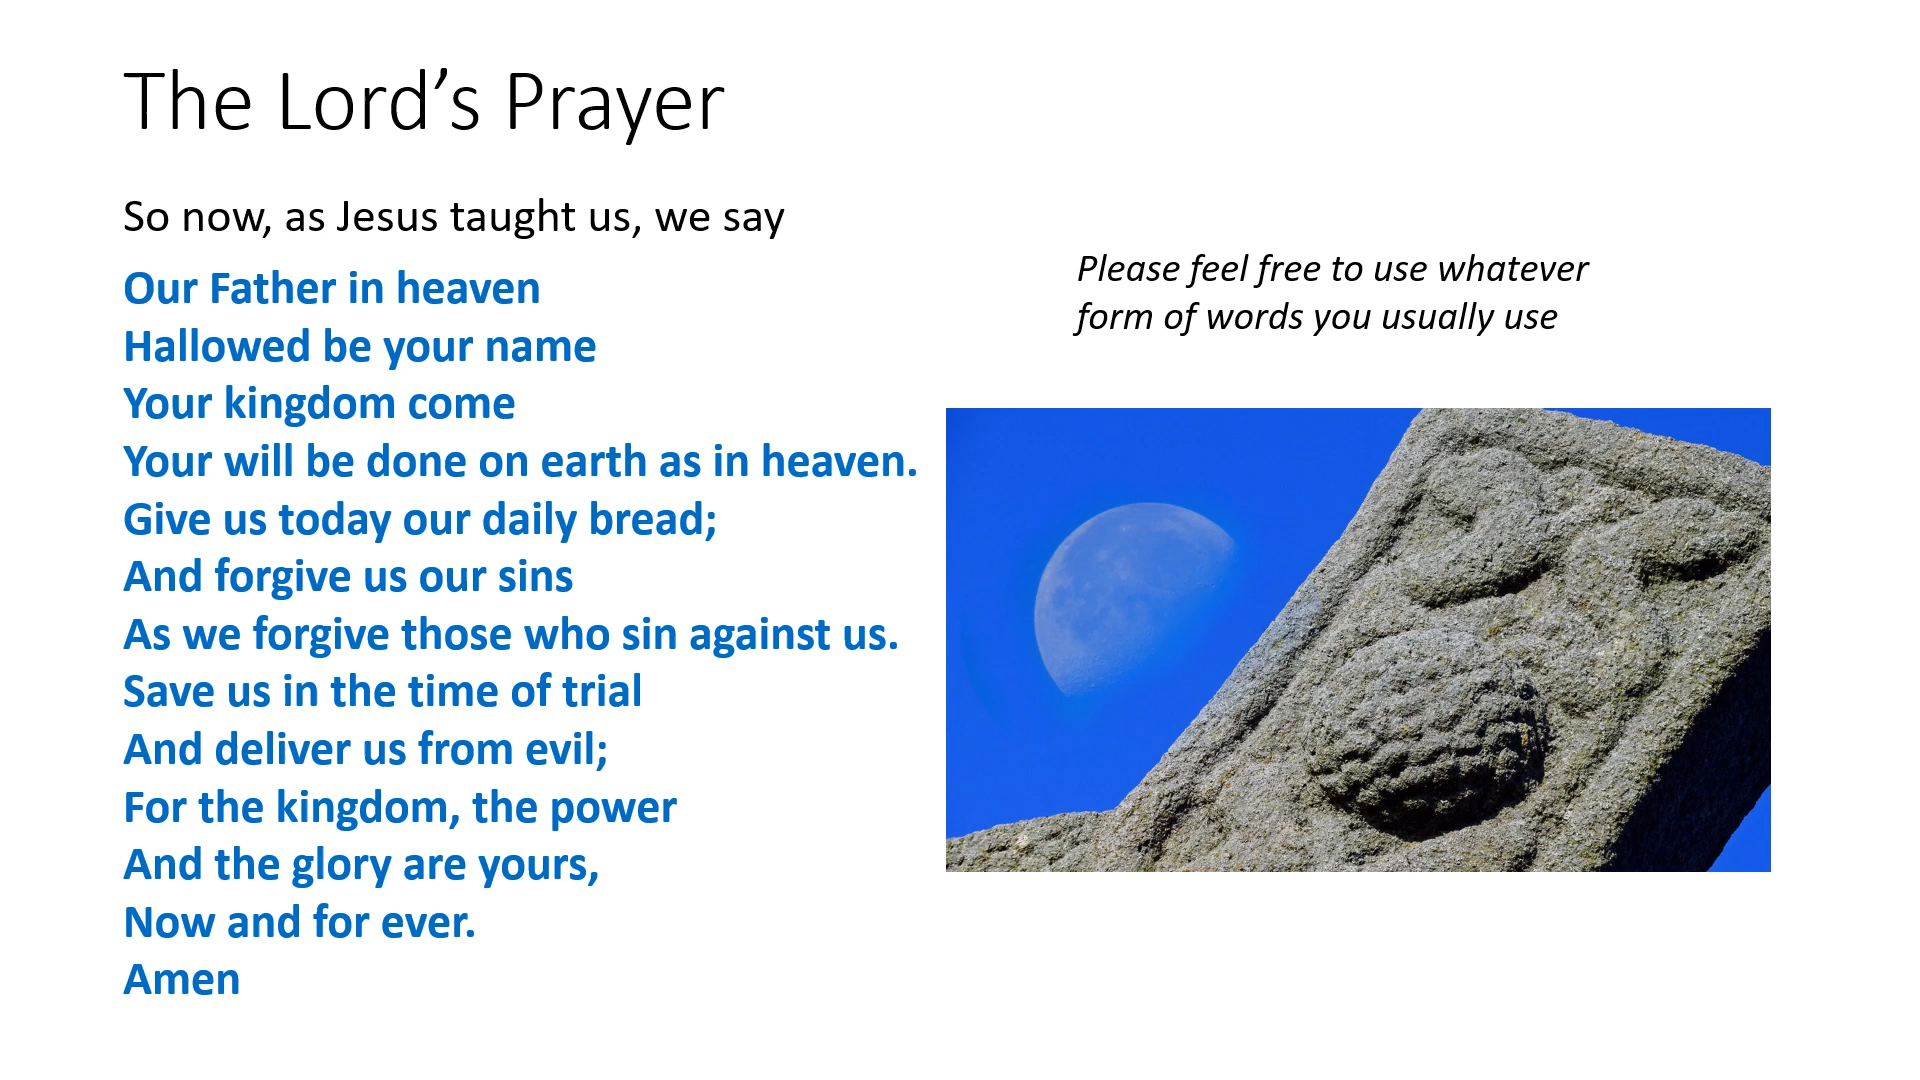 The Lord’s Prayer
So now, as Jesus taught us, we say
Our Father in heaven
Hallowed be your name
Your kingdom come
Your will be done on earth as in heaven.
Give us today our daily bread;
And forgive us our sins
As we forgive those who sin against us.
Save us in the time of trial
And deliver us from evil;
For the kingdom, the power
And the glory are yours,
Now and for ever.
Amen
Please feel free to use whatever
form of words you usually use